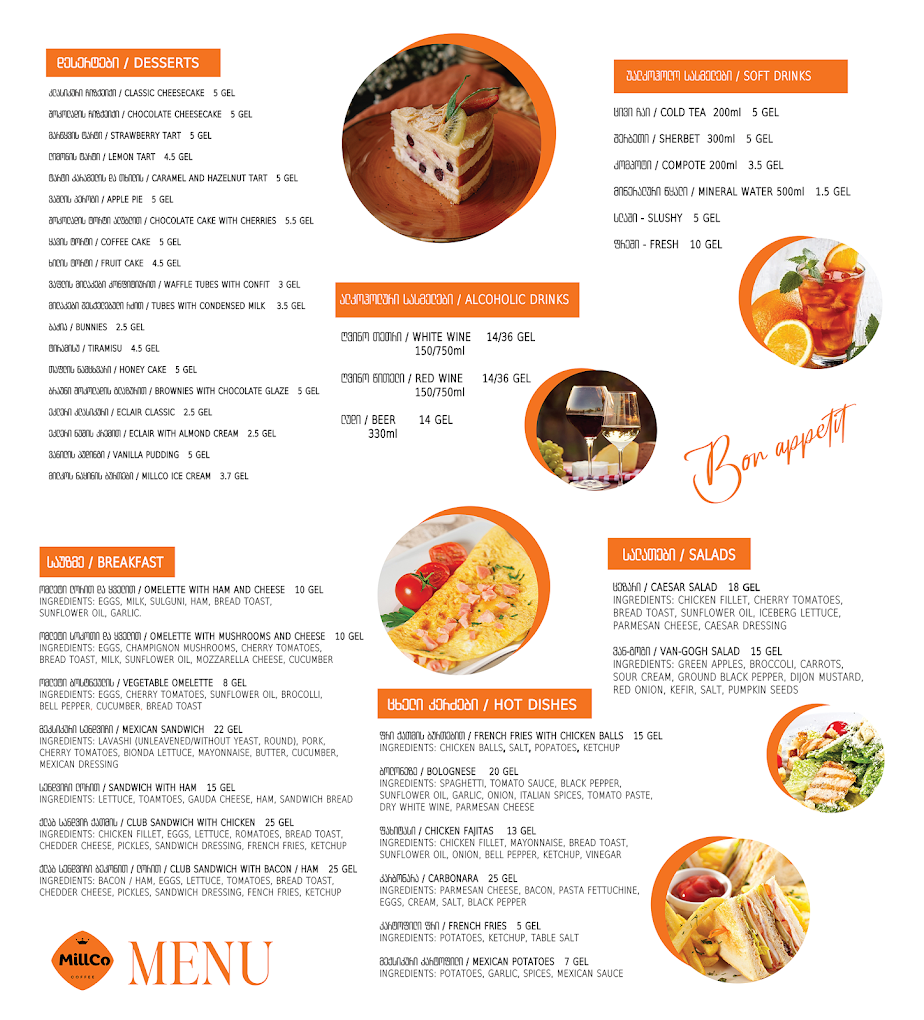 ᲓᲔᲡᲔᲠᲢᲔᲑᲘ / DESSERTS
ᲙᲚᲐᲡᲘᲙᲣᲠᲘ ᲩᲘᲖᲥᲔᲘᲥᲘ / CLASSIC CHEESECAKE 5 GEL
ᲨᲝᲙᲝᲚᲐᲓᲘᲡ ᲩᲘᲖᲥᲔᲘᲥᲘ / CHOCOLATE CHEESECAKE 5 GEL
ᲛᲐᲠᲬᲧᲕᲘᲡ ᲢᲐᲠᲢᲘ / STRAWBERRY TART 5 GEL
ᲚᲘᲛᲝᲜᲘᲡ ᲢᲐᲠᲢᲘ / LEMON TART 4.5 GEL
ᲢᲐᲠᲢᲘ ᲙᲐᲠᲐᲛᲔᲚᲘᲡ ᲓᲐ ᲗᲮᲘᲚᲘᲡ / CARAMEL AND HAZELNUT TART 5 GEL
ᲕᲐᲨᲚᲘᲡ ᲞᲘᲠᲝᲒᲘ / APPLE PIE 5 GEL
ᲨᲝᲙᲝᲚᲐᲓᲘᲡ ᲢᲝᲠᲢᲘ ᲐᲚᲣᲑᲚᲘᲗ / CHOCOLATE CAKE WITH CHERRIES 5.5 GEL
ᲧᲐᲕᲘᲡ ᲢᲝᲠᲢᲘ / COFFEE CAKE 5 GEL
ᲮᲘᲚᲘᲡ ᲢᲝᲠᲢᲘ / FRUIT CAKE 4.5 GEL
ᲕᲐᲤᲚᲘᲡ ᲛᲘᲚᲐᲙᲔᲑᲘ ᲙᲝᲜᲤᲘᲢᲘᲣᲠᲘᲗ / WAFFLE TUBES WITH CONFIT 3 GEL
ᲛᲘᲚᲐᲙᲔᲑᲘ ᲨᲔᲡᲥᲔᲚᲔᲑᲣᲚᲘ ᲠᲫᲘᲗ / TUBES WITH CONDENSED MILK 3.5 GEL
ᲑᲐᲭᲘᲐ / BUNNIES 2.5 GEL
ᲢᲘᲠᲐᲛᲘᲡᲣ / TIRAMISU 4.5 GEL
ᲗᲐᲤᲚᲘᲡ ᲜᲐᲛᲪᲮᲕᲐᲠᲘ / HONEY CAKE 5 GEL
ᲑᲠᲐᲣᲜᲘ ᲨᲝᲙᲝᲚᲐᲓᲘᲡ ᲒᲚᲐᲖᲣᲠᲘᲗ / BROWNIES WITH CHOCOLATE GLAZE 5 GEL
ᲔᲙᲚᲔᲠᲘ ᲙᲚᲐᲡᲘᲙᲣᲠᲘ / ECLAIR CLASSIC 2.5 GEL
ᲔᲙᲚᲔᲠᲘ ᲜᲣᲨᲘᲡ ᲙᲠᲔᲛᲘᲗ / ECLAIR WITH ALMOND CREAM 2.5 GEL
ᲕᲐᲜᲘᲚᲘᲡ ᲞᲣᲓᲘᲜᲒᲘ / VANILLA PUDDING 5 GEL
ᲛᲘᲚᲙᲝᲡ ᲜᲐᲧᲘᲜᲘᲡ ᲑᲣᲠᲗᲔᲑᲘ / MILLCO ICE CREAM 3.7 GEL
ᲐᲚᲙᲝᲰᲝᲚᲣᲠᲘ ᲡᲐᲡᲛᲔᲚᲔᲑᲘ / ALCOHOLIC DRINKS
ᲦᲕᲘᲜᲝ ᲗᲔᲗᲠᲘ / WHITE WINE 14/36 GEL
150/750ml
ᲦᲕᲘᲜᲝ ᲬᲘᲗᲔᲚᲘ / RED WINE 14/36 GEL
150/750ml
ᲚᲣᲓᲘ / BEER 14 GEL
330ml
ᲣᲐᲚᲙᲝᲰᲝᲚᲝ ᲡᲐᲡᲛᲔᲚᲔᲑᲘ / SOFT DRINKS
ᲪᲘᲕᲘ ᲩᲐᲘ / COLD TEA 200ml 5 GEL
ᲨᲔᲠᲑᲔᲗᲘ / SHERBET 300ml 5 GEL
ᲙᲝᲛᲞᲝᲢᲘ / COMPOTE 200ml 3.5 GEL
ᲛᲘᲜᲔᲠᲐᲚᲣᲠᲘ ᲬᲧᲐᲚᲘ / MINERAL WATER 500ml 1.5 GEL
ᲡᲚᲐᲨᲘ - SLUSHY 5 GEL
ᲤᲠᲔᲨᲘ - FRESH 10 GEL
Bon appétit
ᲡᲐᲣᲖᲛᲔ / BREAKFAST
ᲝᲛᲚᲔᲢᲘ ᲚᲝᲠᲘᲗ ᲓᲐ ᲧᲕᲔᲚᲘᲗ / OMELETTE WITH HAM AND CHEESE 10 GEL
INGREDIENTS: EGGS, MILK, SULGUNI, HAM, BREAD TOAST,
SUNFLOWER OIL, GARLIC.
ᲝᲛᲚᲔᲢᲘ ᲡᲝᲙᲝᲗᲘ ᲓᲐ ᲧᲕᲔᲚᲘᲗ / OMELETTE WITH MUSHROOMS AND CHEESE 10 GEL
INGREDIENTS: EGGS, CHAMPIGNON MUSHROOMS, CHERRY TOMATOES,
BREAD TOAST, MILK, SUNFLOWER OIL, MOZZARELLA CHEESE, CUCUMBER
ᲝᲛᲚᲔᲢᲘ ᲑᲝᲡᲢᲜᲔᲣᲚᲘᲡ / VEGETABLE OMELETTE 8 GEL
INGREDIENTS: EGGS, CHERRY TOMATOES, SUNFLOWER OIL, BROCOLLI,
BELL PEPPER, CUCUMBER, BREAD TOAST
ᲛᲔᲥᲡᲘᲙᲣᲠᲘ ᲡᲔᲜᲓᲕᲘᲩᲘ / MEXICAN SANDWICH 22 GEL
INGREDIENTS: LAVASHI (UNLEAVENED/WITHOUT YEAST, ROUND), PORK,
CHERRY TOMATOES, BIONDA LETTUCE, MAYONNAISE, BUTTER, CUCUMBER,
MEXICAN DRESSING
ᲡᲔᲜᲓᲕᲘᲩᲘ ᲚᲝᲠᲘᲗ / SANDWICH WITH HAM 15 GEL
INGREDIENTS: LETTUCE, TOAMTOES, GAUDA CHEESE, HAM, SANDWICH BREAD
ᲥᲚᲐᲑ ᲡᲐᲜᲓᲕᲘᲩ ᲥᲐᲗᲛᲘᲡ / CLUB SANDWICH WITH CHICKEN 25 GEL
INGREDIENTS: CHICKEN FILLET, EGGS, LETTUCE, ROMATOES, BREAD TOAST,
CHEDDER CHEESE, PICKLES, SANDWICH DRESSING, FRENCH FRIES, KETCHUP
ᲥᲚᲐᲑ ᲡᲔᲜᲓᲕᲘᲩᲘ ᲑᲔᲙᲝᲜᲘᲗ / ᲚᲝᲠᲘᲗ / CLUB SANDWICH WITH BACON / HAM 25 GEL
INGREDIENTS: BACON / HAM, EGGS, LETTUCE, TOMATOES, BREAD TOAST,
CHEDDER CHEESE, PICKLES, SANDWICH DRESSING, FENCH FRIES, KETCHUP
ᲪᲮᲔᲚᲘ ᲙᲔᲠᲫᲔᲑᲘ / HOT DISHES
ᲤᲠᲘ ᲥᲐᲗᲛᲘᲡ ᲑᲣᲠᲗᲔᲑᲘᲗ / FRENCH FRIES WITH CHICKEN BALLS 15 GEL
INGREDIENTS: CHICKEN BALLS, SALT, POPATOES, KETCHUP
ᲑᲝᲚᲝᲜᲔᲖᲔ / BOLOGNESE 20 GEL
INGREDIENTS: SPAGHETTI, TOMATO SAUCE, BLACK PEPPER,
SUNFLOWER OIL, GARLIC, ONION, ITALIAN SPICES, TOMATO PASTE,
DRY WHITE WINE, PARMESAN CHEESE
ᲤᲐᲮᲘᲢᲐᲡᲘ / CHICKEN FAJITAS 13 GEL
INGREDIENTS: CHICKEN FILLET, MAYONNAISE, BREAD TOAST,
SUNFLOWER OIL, ONION, BELL PEPPER, KETCHUP, VINEGAR
ᲙᲐᲠᲑᲝᲜᲐᲠᲐ / CARBONARA 25 GEL
INGREDIENTS: PARMESAN CHEESE, BACON, PASTA FETTUCHINE,
EGGS, CREAM, SALT, BLACK PEPPER
ᲙᲐᲠᲢᲝᲤᲘᲚᲘ ᲤᲠᲘ / FRENCH FRIES 5 GEL
INGREDIENTS: POTATOES, KETCHUP, TABLE SALT
ᲛᲔᲥᲡᲘᲙᲣᲠᲘ ᲙᲐᲠᲢᲝᲤᲘᲚᲘ / MEXICAN POTATOES 7 GEL
INGREDIENTS: POTATOES, GARLIC, SPICES, MEXICAN SAUCE
ᲡᲐᲚᲐᲗᲔᲑᲘ / SALADS
ᲪᲔᲖᲐᲠᲘ / CAESAR SALAD 18 GEL
INGREDIENTS: CHICKEN FILLET, CHERRY TOMATOES,
BREAD TOAST, SUNFLOWER OIL, ICEBERG LETTUCE,
PARMESAN CHEESE, CAESAR DRESSING
ᲕᲐᲜ-ᲒᲝᲒᲘ / VAN-GOGH SALAD 15 GEL
INGREDIENTS: GREEN APPLES, BROCCOLI, CARROTS,
SOUR CREAM, GROUND BLACK PEPPER, DIJON MUSTARD,
RED ONION, KEFIR, SALT, PUMPKIN SEEDS
MillCo
COFFEE
MENU